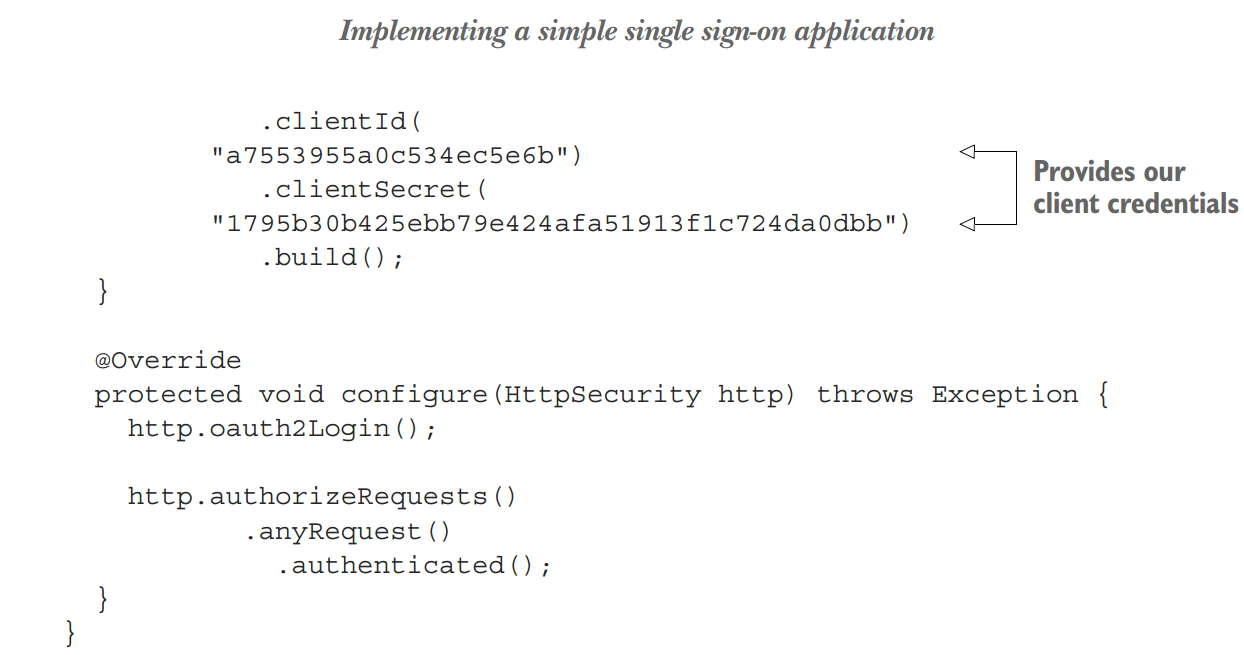 Implementing a simple single sign-on application
.clientId(
"a7553955a0c534ec5e6b")
.clientSecret(
"1795b30b425ebb79e424afa51913f1c724da0dbb")
.build();
}
Provides our
client credentials
@Override
protected void configure(HttpSecurity http) throws Exception {
http.oauth2Login();
http.authorizeRequests()
.anyRequest()
.authenticated();
}
}